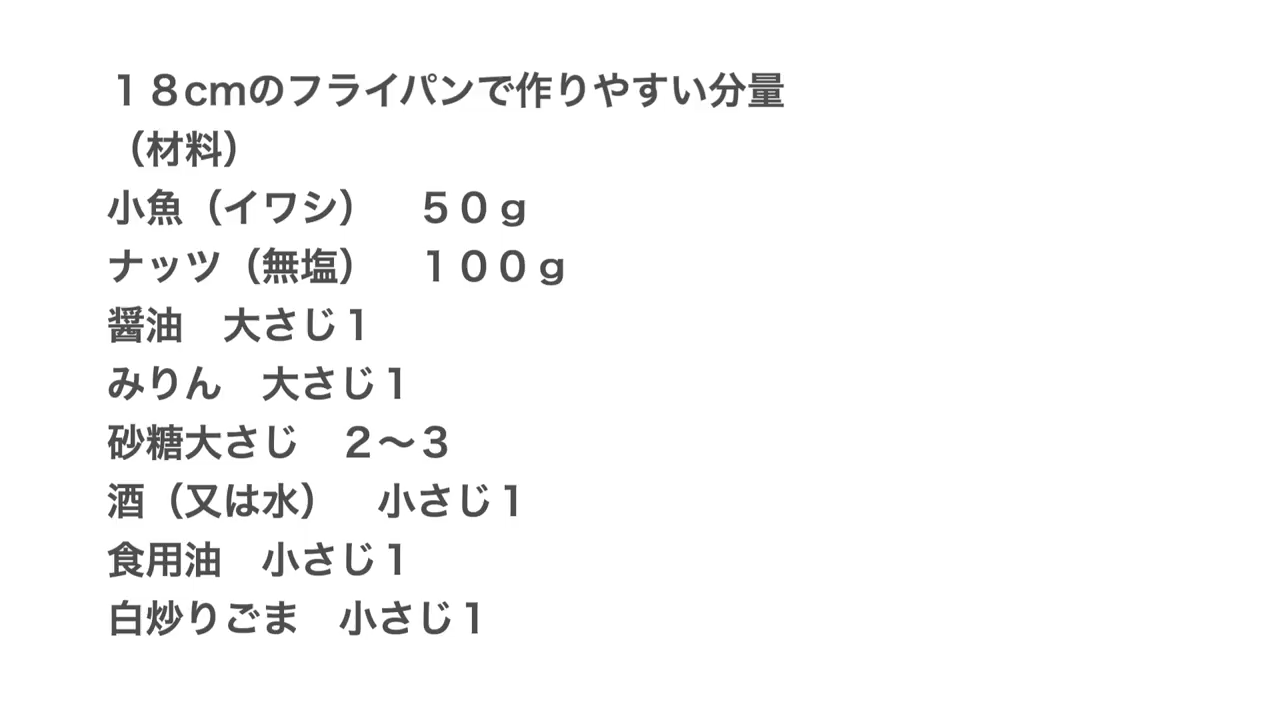 １８cmのフライパンで作りやすい分量
（材料）
小魚（イワシ）　５０ｇ
ナッツ（無塩）　１００ｇ
醤油　大さじ１
みりん　大さじ１
砂糖大さじ　２〜３
酒（又は水）　小さじ１
食用油　小さじ１
白炒りごま　小さじ１